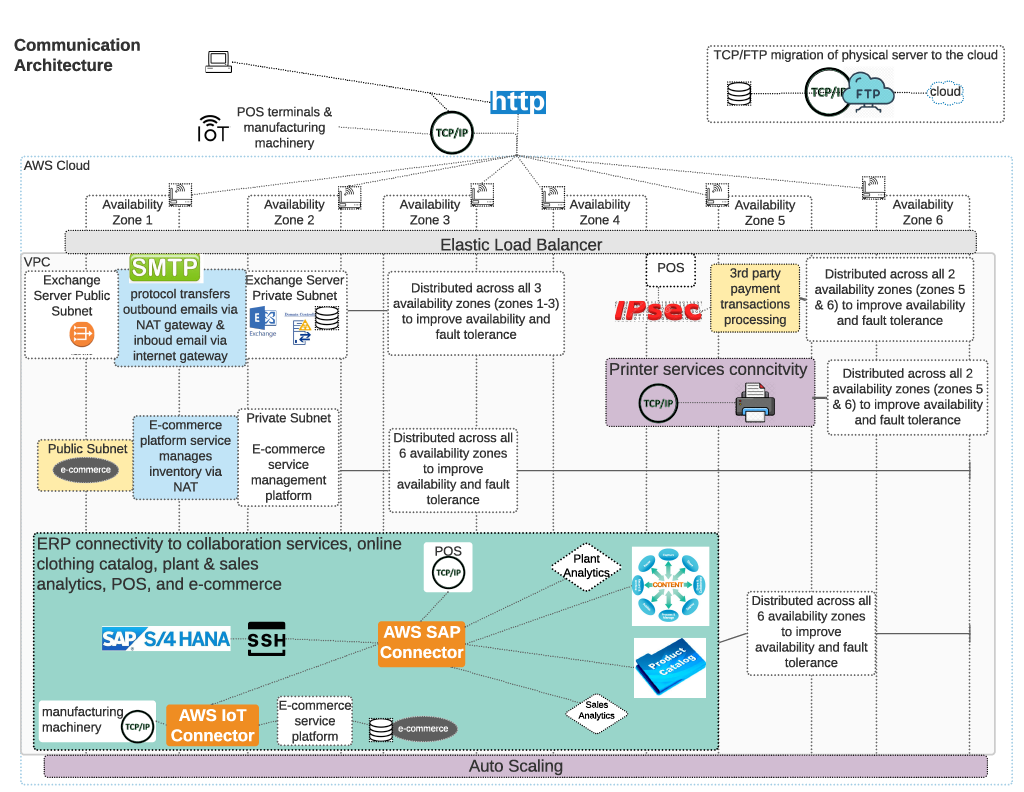 Communication
Architecture
http
IOT
POS terminals &
manufacturing
machinery
TCP/IP
TCP/FTP migration of physical server to the cloud
TCP/IP
FTP
cloud
AWS Cloud
Availability
Zone 1
Availability
Zone 2
Availability
Zone 3
Availability
Zone 4
Availability
Zone 5
Availability
Zone 6
Elastic Load Balancer
VPC
Exchange
Server Public
Subnet
SMTP
protocol transfers
outbound emails via
NAT gateway &
inboud email via
internet gateway
Exchange Server
Private Subnet
Exchange
Distributed across all 3
availability zones (zones 1-3)
to improve availability and
fault tolerance
POS
IPsec
3rd party
payment
transactions
processing
Distributed across all 2
availability zones (zones 5
& 6) to improve availability
and fault tolerance
Printer services conncitvity
TCP/IP
Distributed across all 2
availability zones (zones 5
& 6) to improve availability
and fault tolerance
Public Subnet
e-commerce
E-commerce
platform service
manages
inventory via
NAT
Private Subnet
E-commerce
service
management
platform
Distributed across all
6 availability zones
to improve
availability and fault
tolerance
ERP connectivity to collaboration services, online
clothing catalog, plant & sales
analytics, POS, and e-commerce
POS
TCP/IP
Plant
Analytics
CONTENT
SAP S/4 HANA
SSH
AWS SAP
Connector
Product
Catalog
Distributed across all
6 availability zones
to improve
availability and fault
tolerance
manufacturing
machinery
TCP/IP
AWS IoT
Connector
E-commerce
service
platform
e-commerce
Sales
Analytics
Auto Scaling